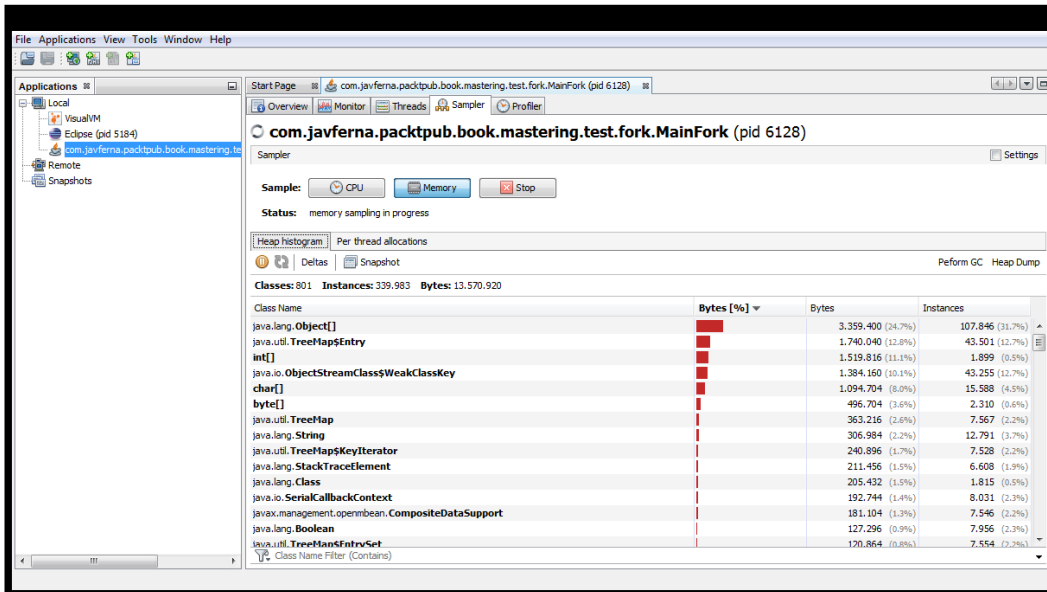 File Applications View Tools Window Help
Applications
Start Page com.javferna.packtpub.book.mastering.test.fork.MainFork (pid 6128)
Local
VisualVM
Eclipse (pid 5184)
com.javferna.packtpub.book.mastering.te
Remote
Snapshots
Overview Monitor Threads Sampler Profiler
com.javferna.packtpub.book.mastering.test.fork.MainFork (pid 6128)
Sampler Settings
Sample: CPU Memory Stop
Status: memory sampling in progress
Heap histogram Per thread allocations
Deltas Snapshot Peform GC Heap Dump
Classes: 801 Instances: 339.983 Bytes: 13.570.920
Class Name Bytes [%] Bytes Instances
java.lang.Object[] 3.359.400 (24.7%) 107.846 (31.7%)
java.util.TreeMap$Entry 1.740.040 (12.8%) 43.501 (12.7%)
int[] 1.519.816 (11.1%) 1.899 (0.5%)
java.io.ObjectStreamClass$WeakClassKey 1.384.160 (10.1%) 43.255 (12.7%)
char[] 1.094.704 (8.0%) 15.588 (4.5%)
byte[] 496.704 (3.6%) 2.310 (0.6%)
java.util.TreeMap 363.216 (2.6%) 7.567 (2.2%)
java.lang.String 306.984 (2.2%) 12.791 (3.7%)
java.util.TreeMap$KeyIterator 240.896 (1.7%) 7.528 (2.2%)
java.lang.StackTraceElement 211.456 (1.5%) 6.608 (1.9%)
java.lang.Class 205.432 (1.5%) 1.815 (0.5%)
java.io.SerialCallbackContext 192.744 (1.4%) 8.031 (2.3%)
javax.management.openmbean.CompositeDataSupport 181.104 (1.3%) 7.546 (2.2%)
java.lang.Boolean 127.296 (0.9%) 7.956 (2.3%)
java.util.TreeMap$EntrySet 120.864 (0.8%) 7.554 (2.2%)
Class Name Filter (Contains)